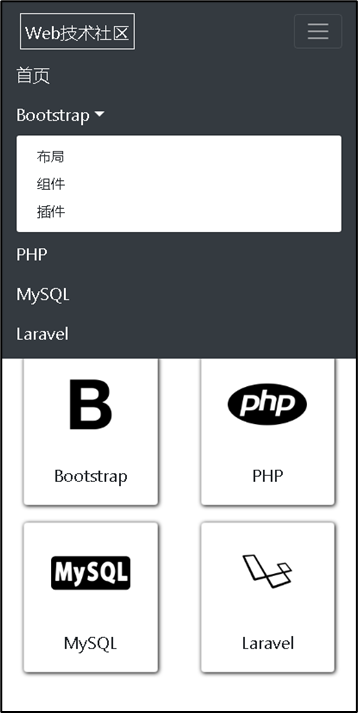 Web技术社区
首页
Bootstrap
布局
组件
插件
PHP
MySQL
Laravel
B
php
Bootstrap
PHP
MySQL
MySQL
Laravel